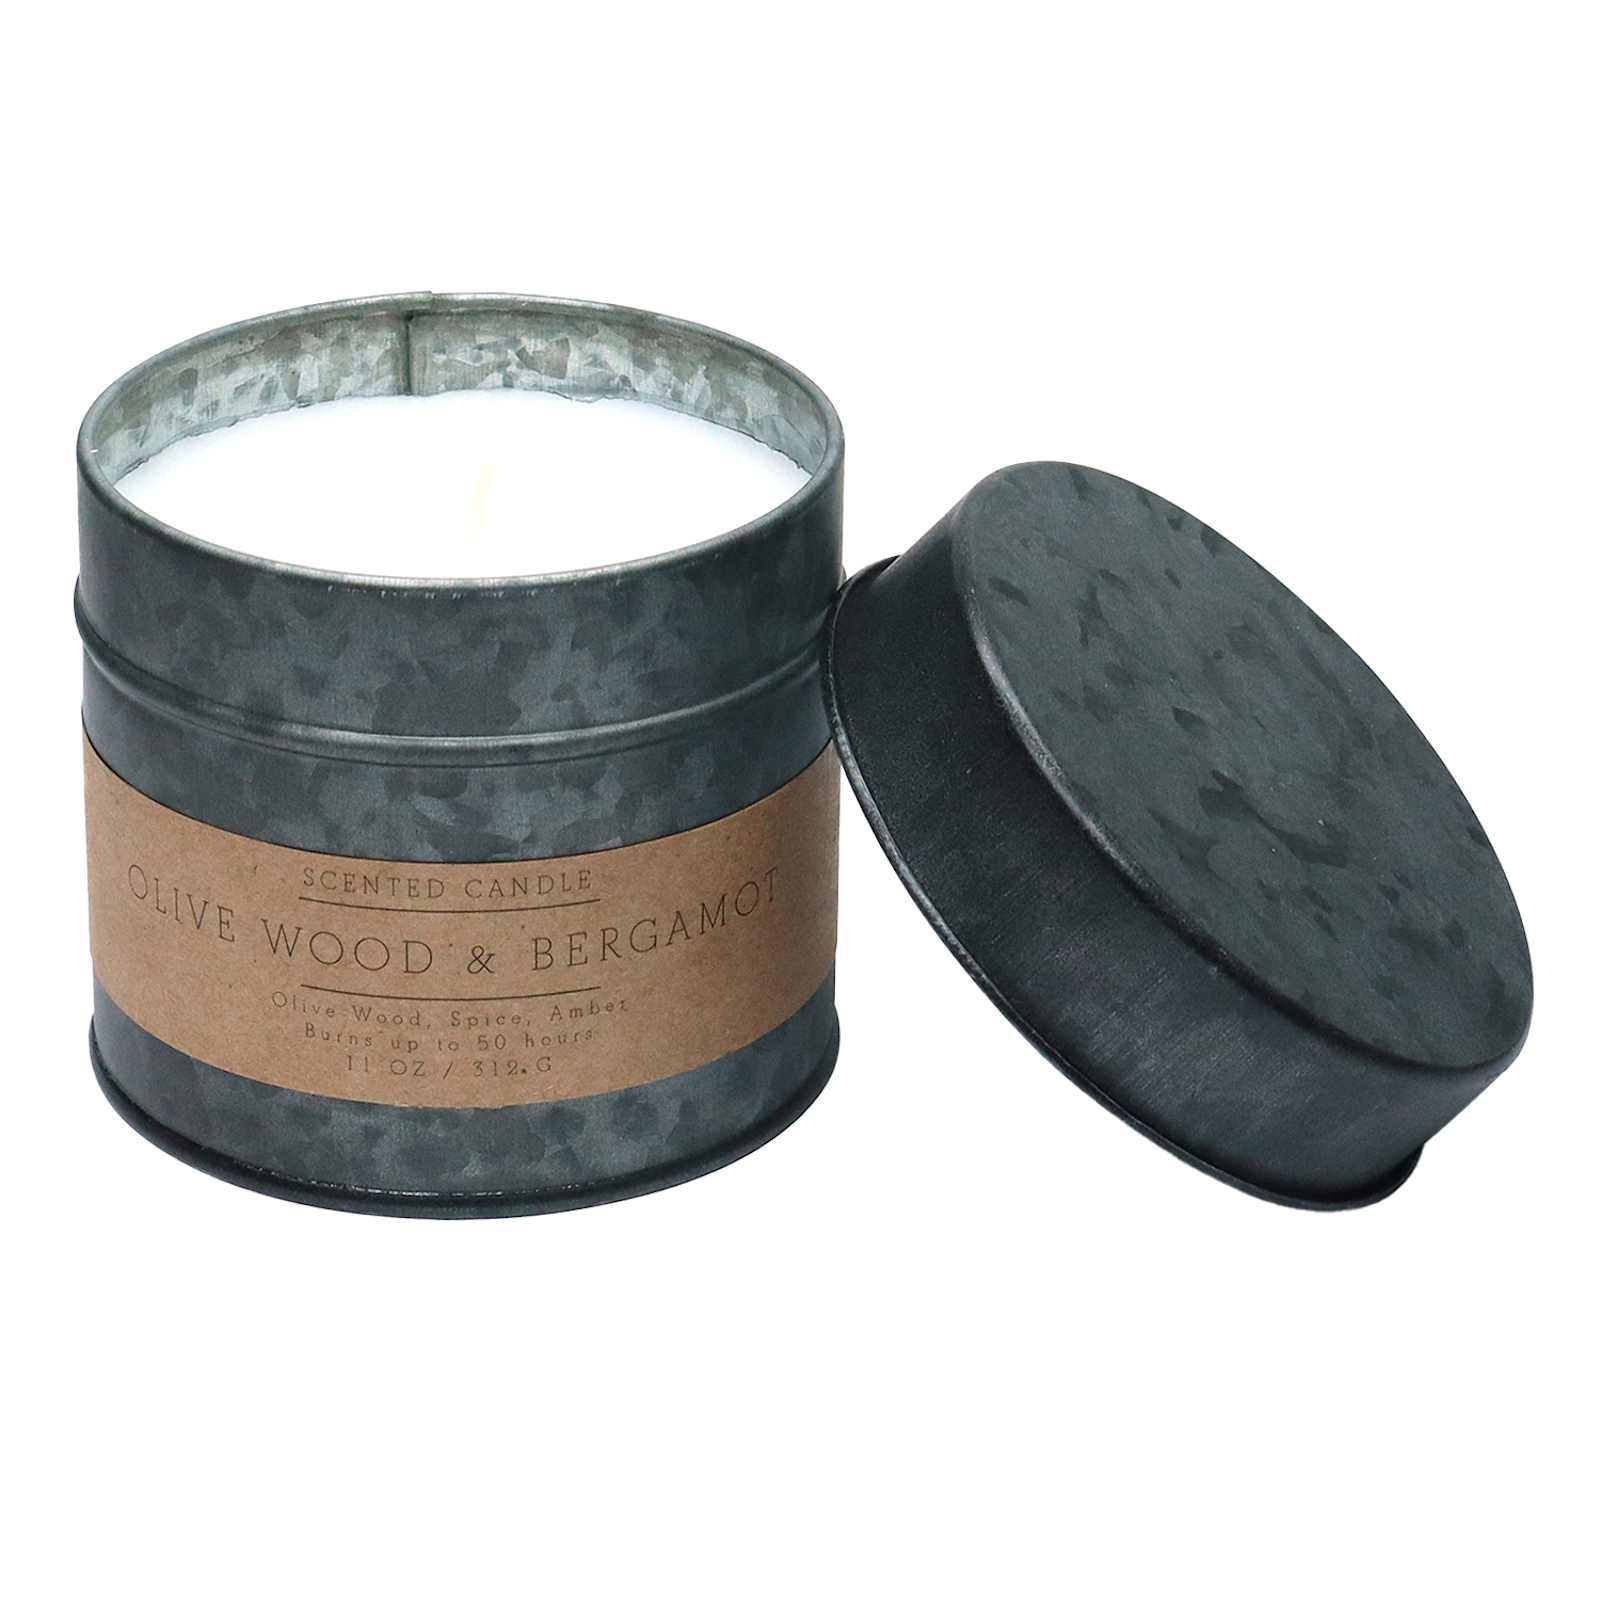 SCENTED CANDLE
OLIVE WOOD & BERGAMOT
Olive Wood, Spice, Amber
Burns up to 50 hours
11 OZ / 312.G